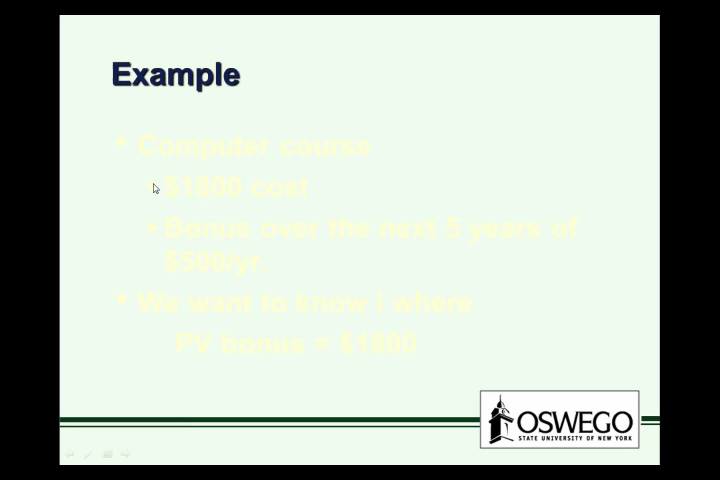 Example
• Computer course
• $1800 cost
• Bonus over the next 5 years of
$500/yr.
• We want to know i where
PV bonus = $1800
OSWEGO
STATE UNIVERSITY OF NEW YORK